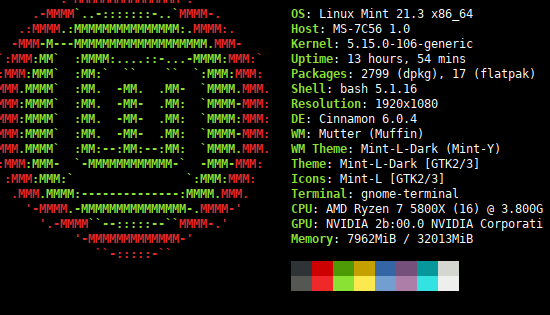 OS: Linux Mint 21.3 x86_64
Host: MS-7C56 1.0
Kernel: 5.15.0-106-generic
Uptime: 13 hours, 54 mins
Packages: 2799 (dpkg), 17 (flatpak)
Shell: bash 5.1.16
Resolution: 1920x1080
DE: Cinnamon 6.0.4
WM: Mutter (Muffin)
WM Theme: Mint-L-Dark (Mint-Y)
Theme: Mint-L-Dark [GTK2/3]
Icons: Mint-L [GTK2/3]
Terminal: gnome-terminal
CPU: AMD Ryzen 7 5800X (16) @ 3.800G
GPU: NVIDIA 2b:00.0 NVIDIA Corporati
Memory: 7962MiB / 32013MiB